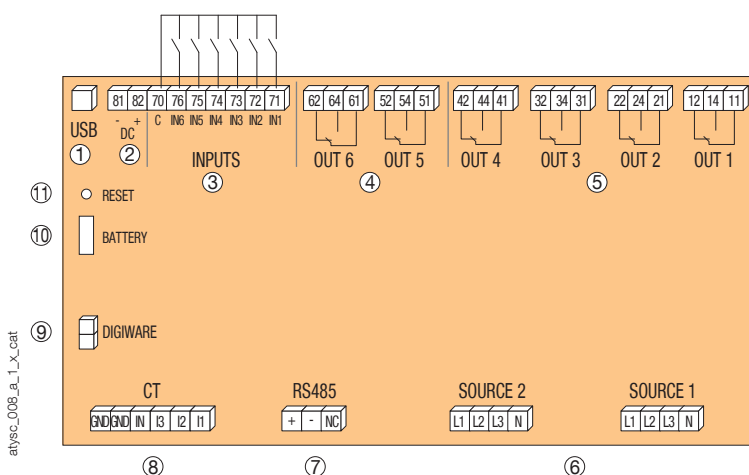 81 82 70 76 75 74 73 72 71 62 64 61 52 54 51 42 44 41 32 34 31 22 24 21 12 14 11
USB - + DC C IN6 IN5 IN4 IN3 IN2 IN1
INPUTS OUT 6 OUT 5 OUT 4 OUT 3 OUT 2 OUT 1
① ② ③ ④ ⑤
⑪ RESET
⑩ BATTERY
⑨ DIGIWARE
atysc_008_a_1_x_cat
CT RS485 SOURCE 2 SOURCE 1
GND GND IN I3 I2 I1 + - NC L1 L2 L3 N L1 L2 L3 N
⑧ ⑦ ⑥